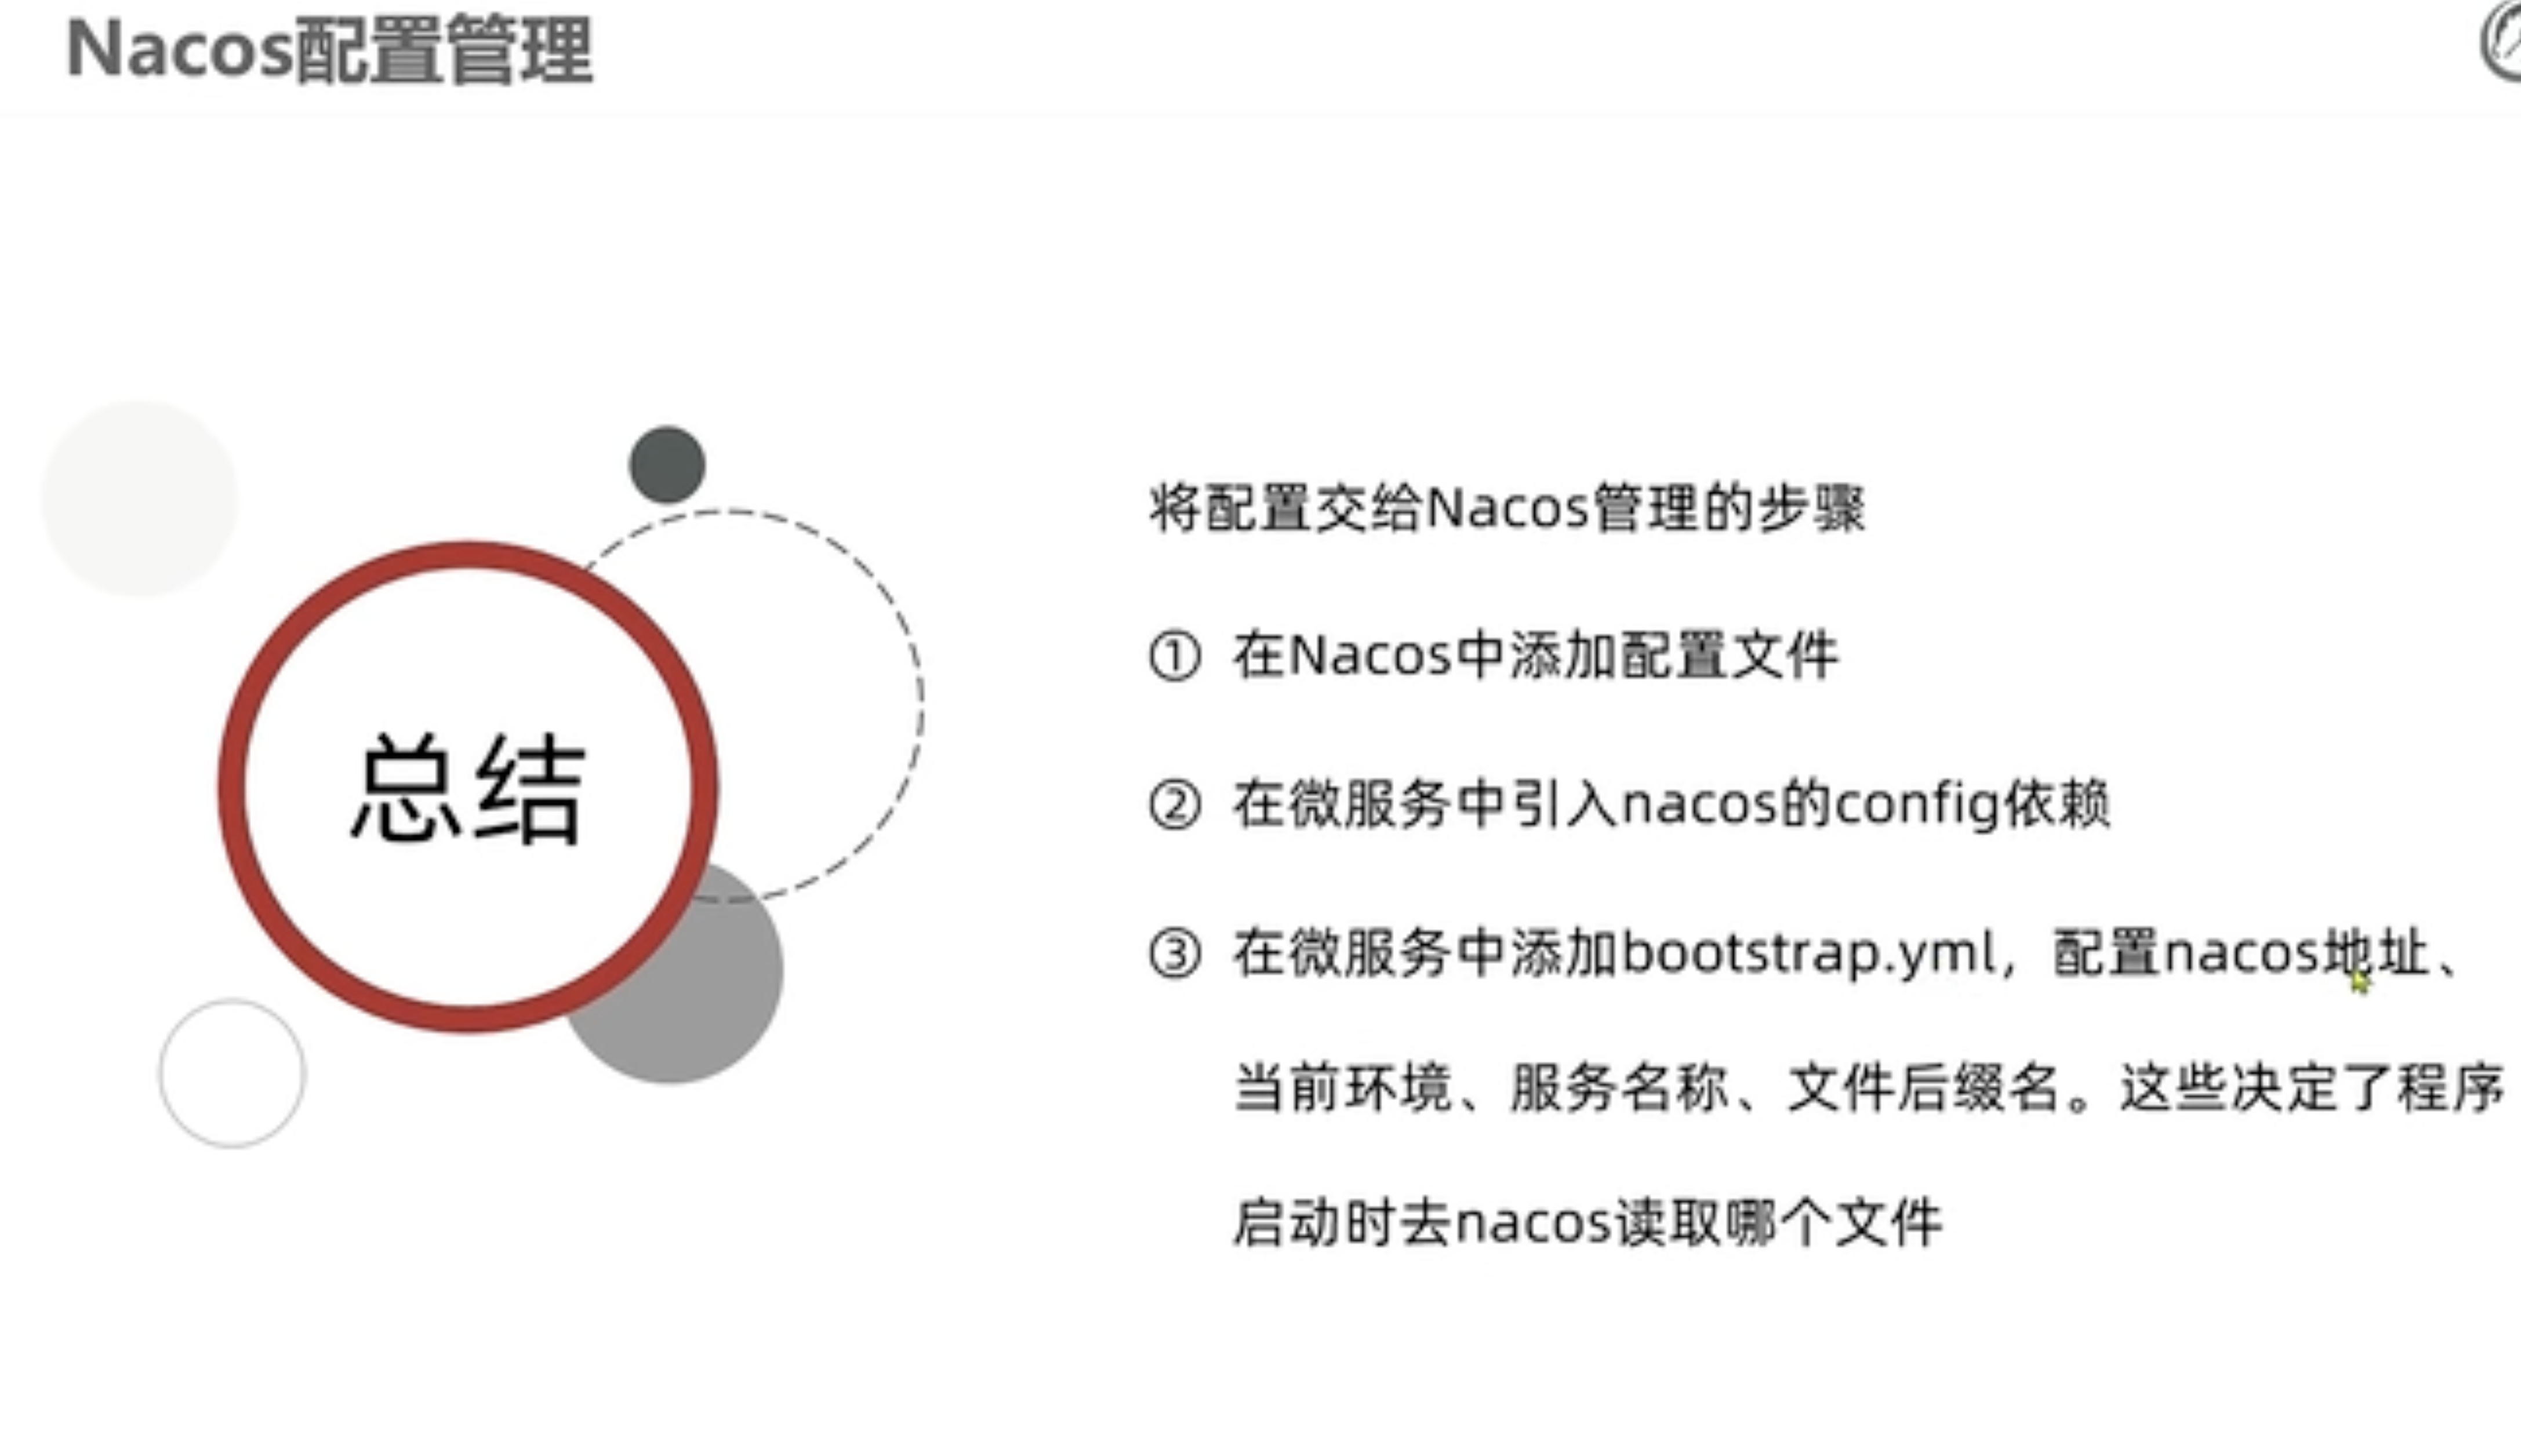 Nacos配置管理
总结
将配置交给Nacos管理的步骤
① 在Nacos中添加配置文件
② 在微服务中引入nacos的config依赖
③ 在微服务中添加bootstrap.yml，配置nacos地址、
当前环境、服务名称、文件后缀名。这些决定了程序
启动时去nacos读取哪个文件